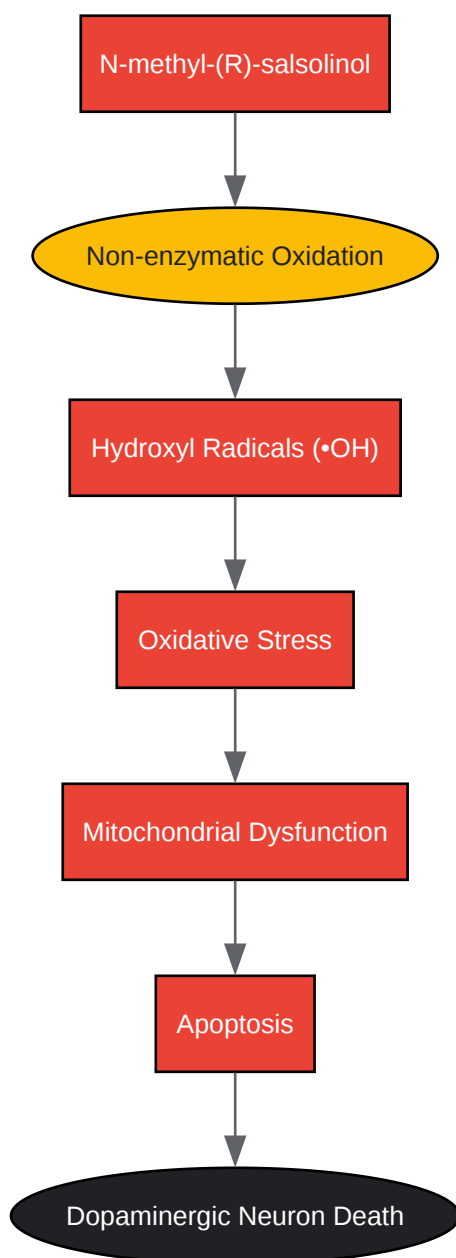 N-methyl-(R)-salsolinol
Non-enzymatic Oxidation
Hydroxyl Radicals (•OH)
Oxidative Stress
Mitochondrial Dysfunction
Apoptosis
Dopaminergic Neuron Death